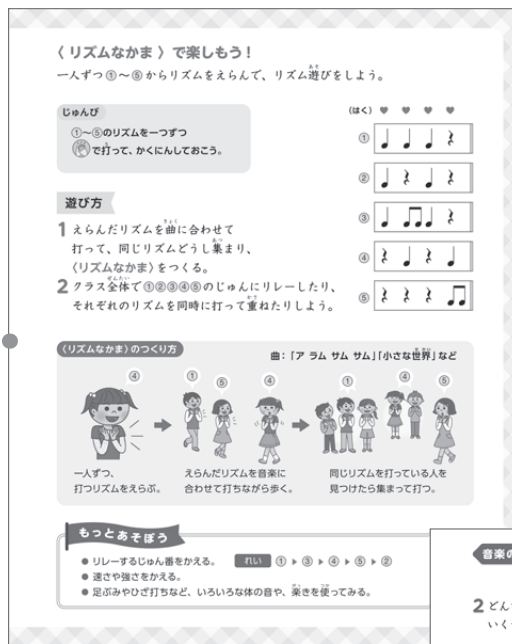 〈リズムなかま〉で楽しもう！
一人ずつ①～⑤からリズムをえらんで、リズム遊びをしよう。
じゅんび
①～⑤のリズムを一つずつ
で打って、かくにんしておこう。
(はく)
①
②
③
④
⑤
遊び方
1 えらんだリズムを曲に合わせて
打って、同じリズムどうし集まり、
〈リズムなかま〉をつくる。
2 クラス全体で①②③④⑤のじゅんにリレーしたり、
それぞれのリズムを同時に打って重ねたりしよう。
〈リズムなかま〉のつくり方
曲：「ア ラム サム サム」「小さな世界」など
④
① ⑤ ④
① ④ ⑤
一人ずつ、
打つリズムをえらぶ。
えらんだリズムを音楽に
合わせて打ちながら歩く。
同じリズムを打っている人を
見つけたら集まって打つ。
もっとあそぼう
● リレーするじゅん番をかえる。 れい ①▶③▶④▶⑤▶②
● 速さや強さをかえる。
● 足ぶみやひざ打ちなど、いろいろな体の音や、楽きを使ってみる。
音楽の
2 どん
いく